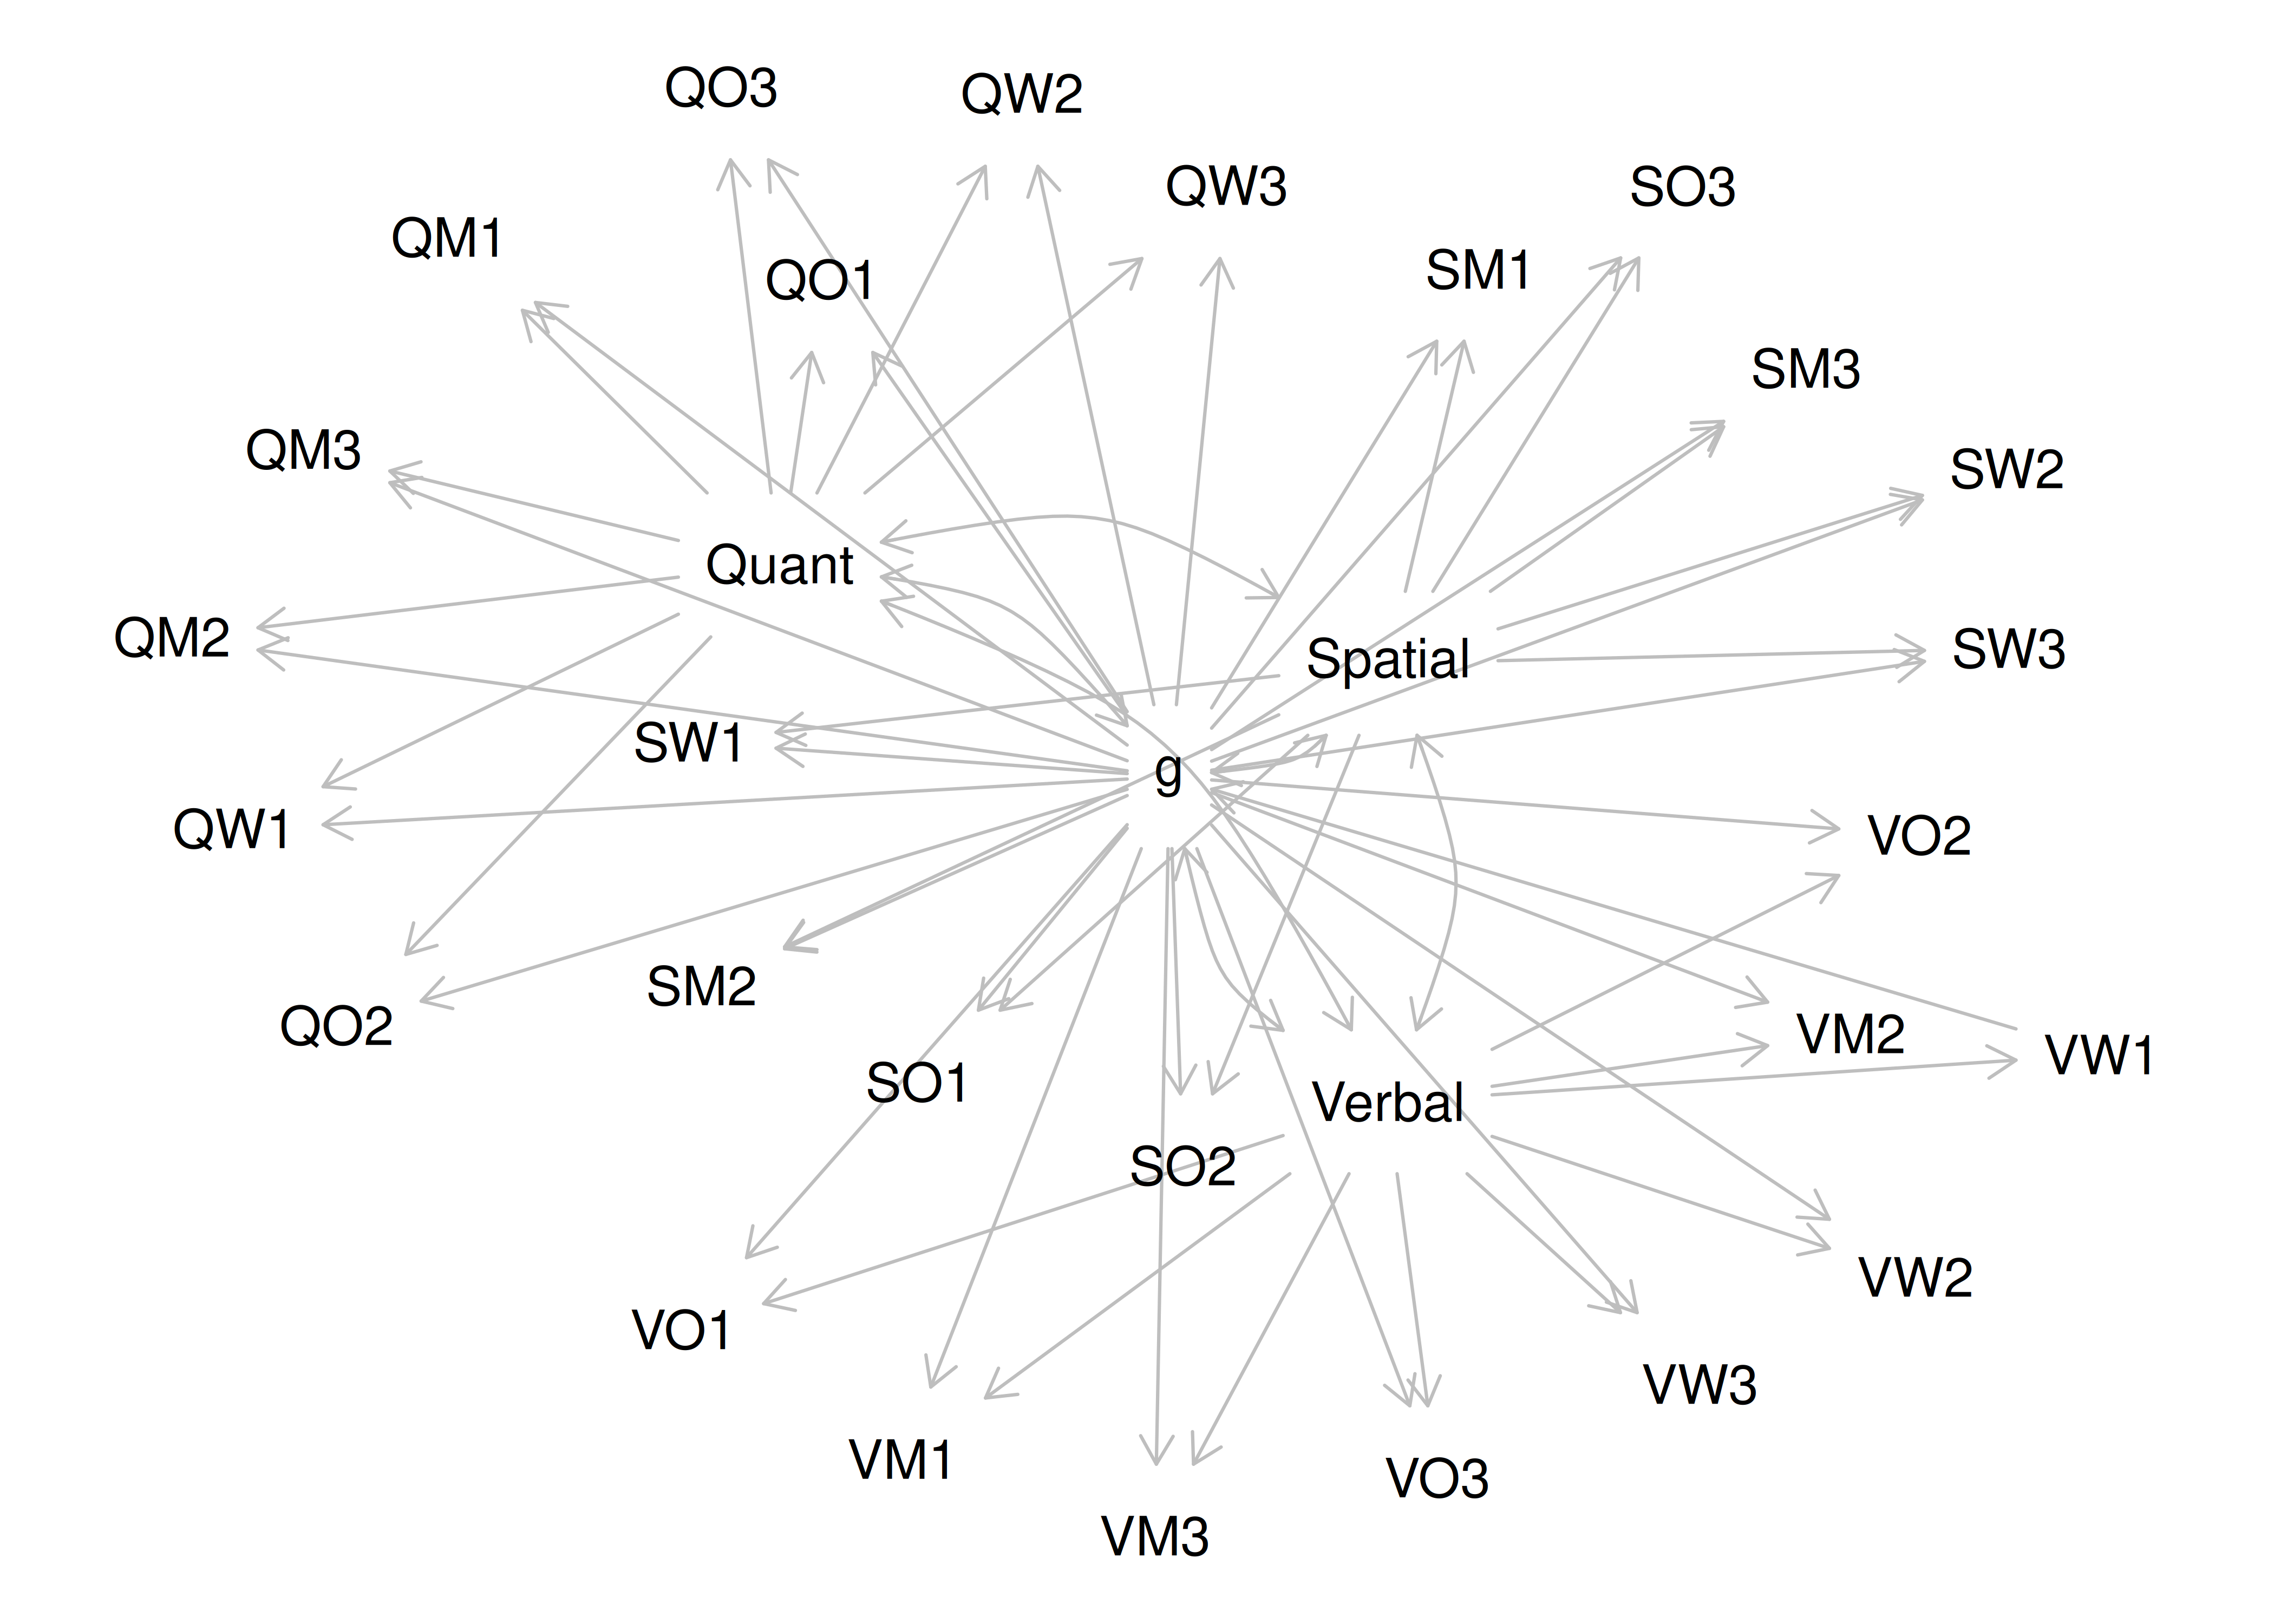 QO3
QW2
QW3
SO3
QM1
QO1
SM1
SM3
QM3
SW2
Quant
QM2
Spatial
SW3
SW1
g
QW1
VO2
SM2
QO2
VM2
VW1
SO1
Verbal
SO2
VW2
VO1
VW3
VM1
VO3
VM3